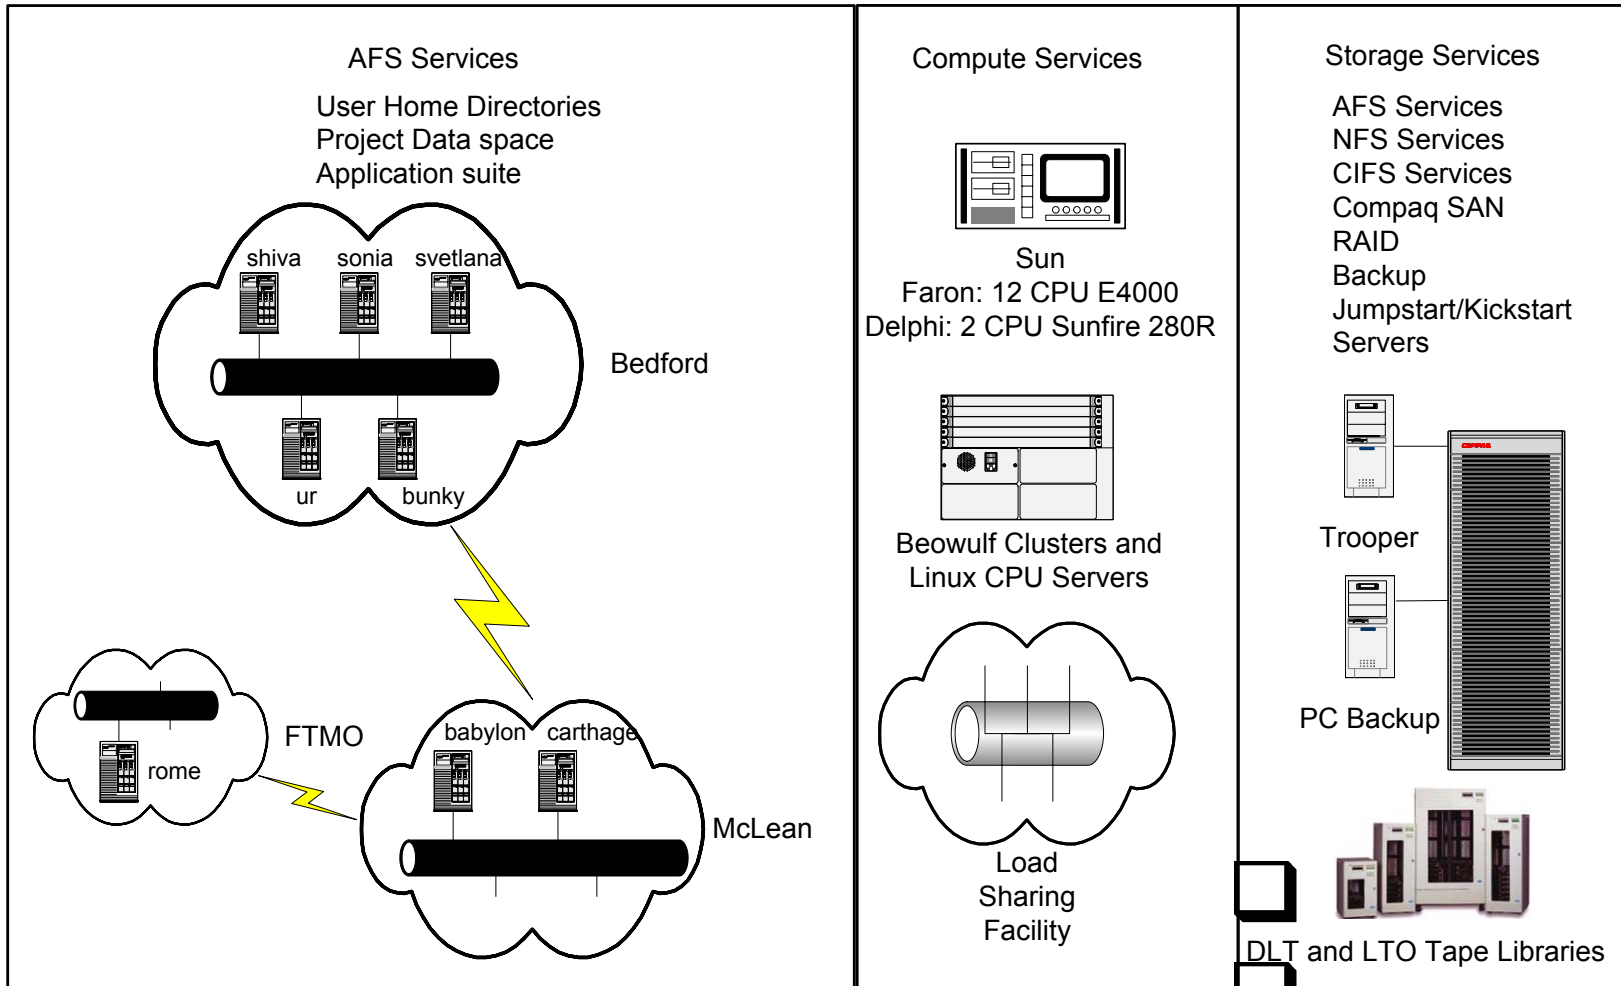 AFS Services
User Home Directories
Project Data space
Application suite
shiva
sonia
svetlana
Bedford
ur
bunky
FTMO
rome
babylon
carthage
McLean
Compute Services
Sun
Faron: 12 CPU E4000
Delphi: 2 CPU Sunfire 280R
Beowulf Clusters and
Linux CPU Servers
Load
Sharing
Facility
Storage Services
AFS Services
NFS Services
CIFS Services
Compaq SAN
RAID
Backup
Jumpstart/Kickstart
Servers
COMPAQ
Trooper
PC Backup
DLT and LTO Tape Libraries